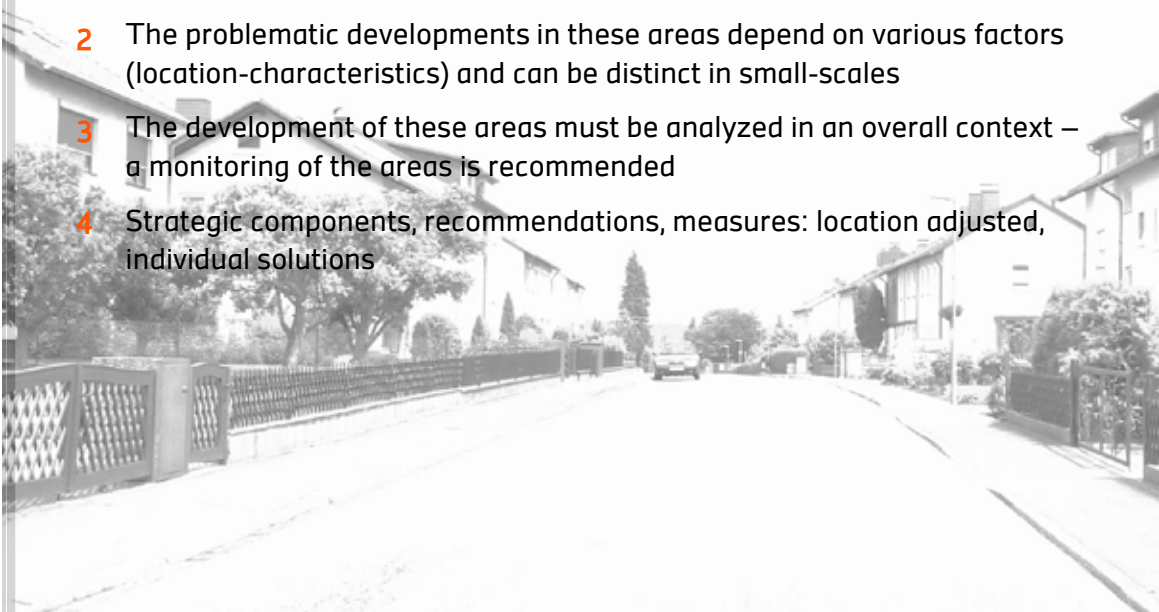 2 The problematic developments in these areas depend on various factors
(location-characteristics) and can be distinct in small-scales
3 The development of these areas must be analyzed in an overall context –
a monitoring of the areas is recommended
4 Strategic components, recommendations, measures: location adjusted,
individual solutions